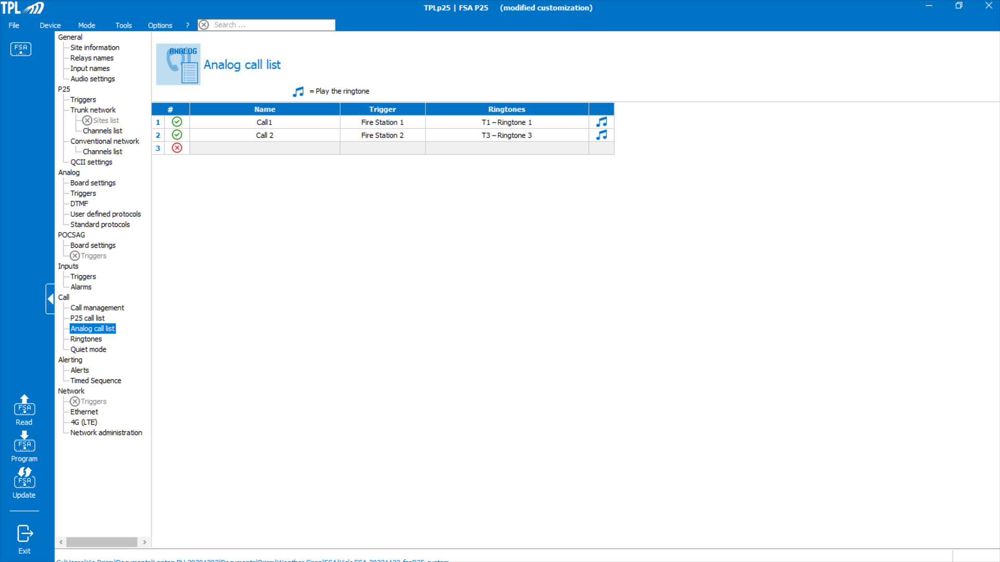 TPL
TPLp25 | FSA P25 (modified customization)
File Device Mode Tools Options ? Search ...
FSA
General
Site information
Relays names
Input names
Audio settings
P25
Triggers
Trunk network
Sites list
Channels list
Conventional network
Channels list
QCII settings
Analog
Board settings
Triggers
DTMF
User defined protocols
Standard protocols
POCSAG
Board settings
Triggers
Inputs
Triggers
Alarms
Call
Call management
P25 call list
Analog call list
Ringtones
Quiet mode
Alerting
Alerts
Timed Sequence
Network
Triggers
Ethernet
4G (LTE)
Network administration
FSA
Read
FSA
Program
FSA
Update
Exit
ANALOG
Analog call list
= Play the ringtone
# Name Trigger Ringtones
1 Call1 Fire Station 1 T1 – Ringtone 1
2 Call 2 Fire Station 2 T3 – Ringtone 3
3